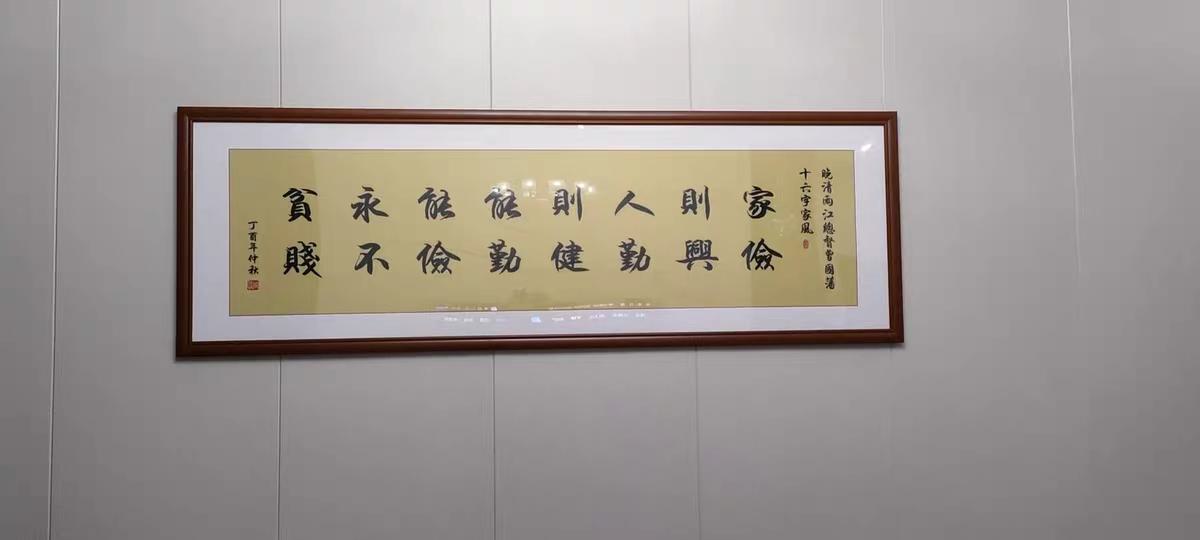 晚清兩江總督曾國藩
十六字家風
家儉
則興
人勤
則健
能勤
能儉
永不
貧賤
丁酉年仲秋